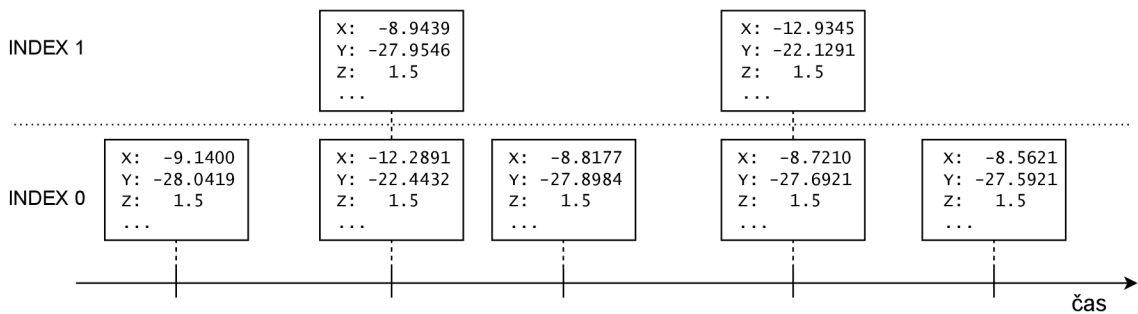 INDEX 1
X: -8.9439
Y: -27.9546
Z: 1.5
...
X: -12.9345
Y: -22.1291
Z: 1.5
...
INDEX 0
X: -9.1400
Y: -28.0419
Z: 1.5
...
X: -12.2891
Y: -22.4432
Z: 1.5
...
X: -8.8177
Y: -27.8984
Z: 1.5
...
X: -8.7210
Y: -27.6921
Z: 1.5
...
X: -8.5621
Y: -27.5921
Z: 1.5
...
čas